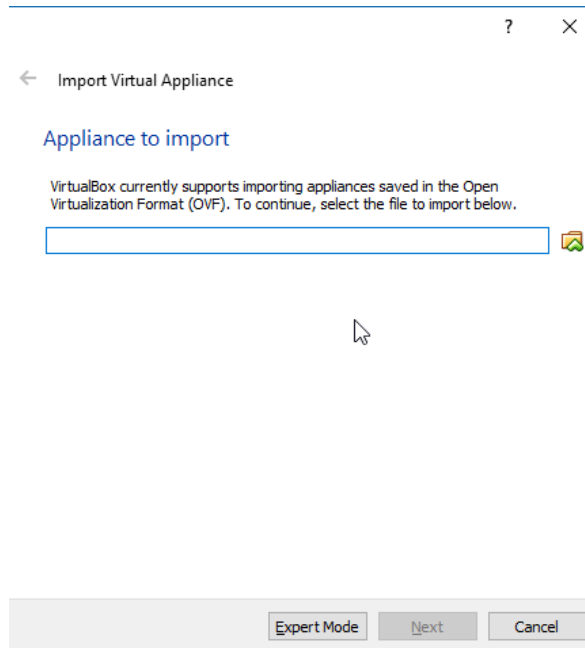 ?
Import Virtual Appliance
Appliance to import
VirtualBox currently supports importing appliances saved in the Open
Virtualization Format (OVF). To continue, select the file to import below.
Expert Mode Next Cancel